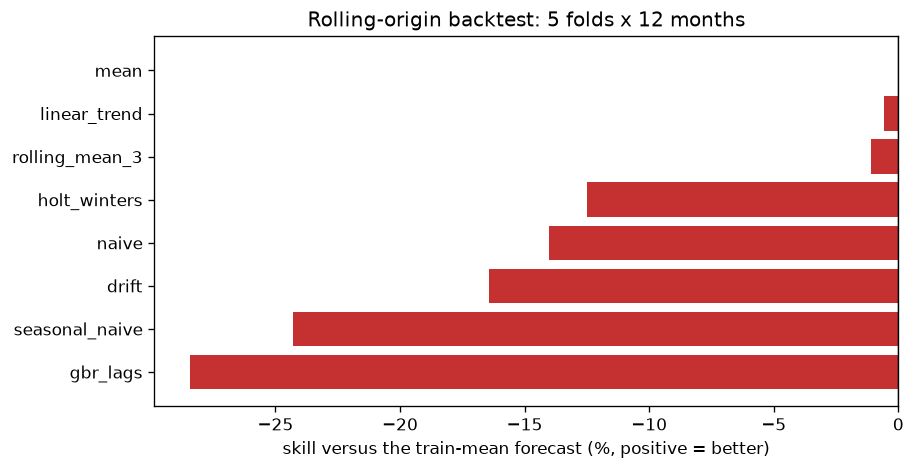 Rolling-origin backtest: 5 folds x 12 months
mean
linear_trend
rolling_mean_3
holt_winters
naive
drift
seasonal_naive
gbr_lags
−25 −20 −15 −10 −5 0
skill versus the train-mean forecast (%, positive = better)